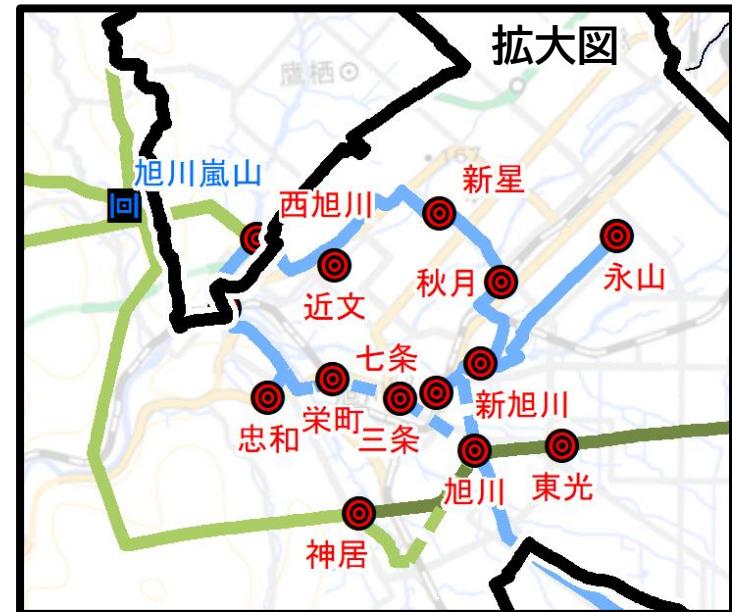 拡大図
鷹栖
旭川嵐山
・167
新星
西旭川
近文
秋月
永山
七条
新旭川
忠和
栄町
三条
旭川
東光
神居